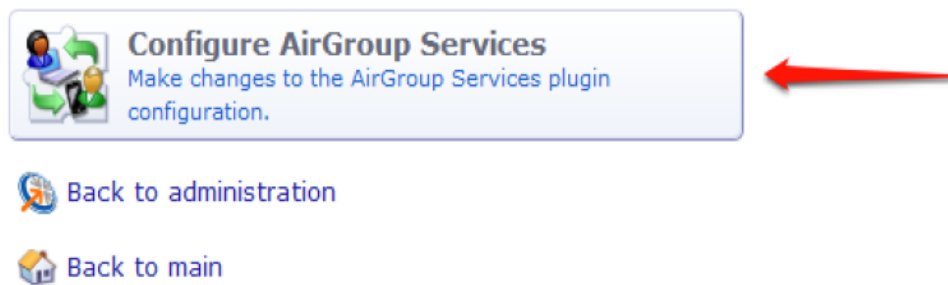 Configure AirGroup Services
Make changes to the AirGroup Services plugin
configuration.
Back to administration
Back to main